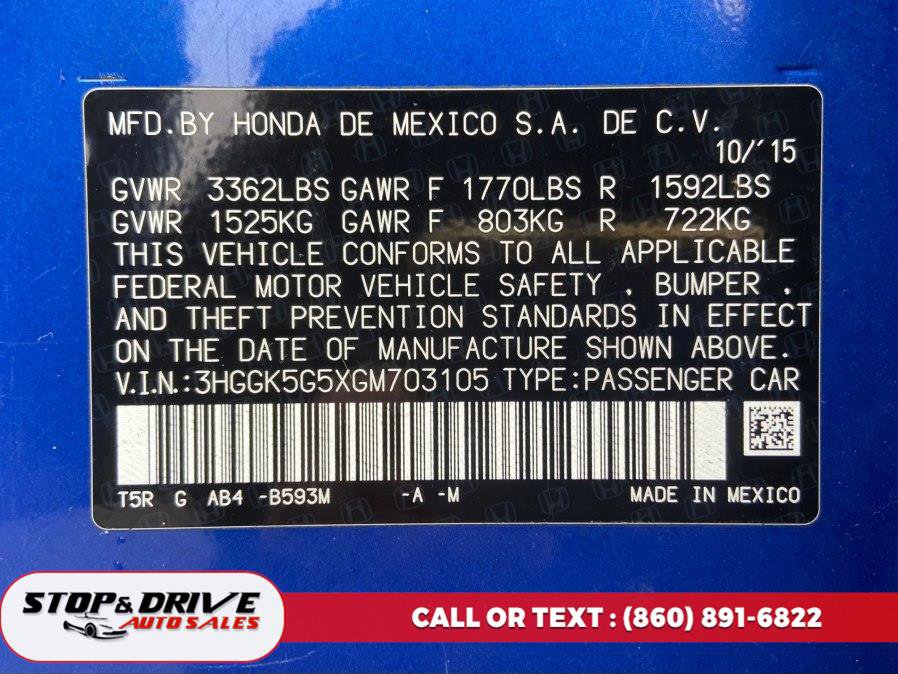 MFD.BY HONDA DE MEXICO S.A. DE C.V.
10/'15
GVWR 3362LBS GAWR F 1770LBS R 1592LBS
GVWR 1525KG GAWR F 803KG R 722KG
THIS VEHICLE CONFORMS TO ALL APPLICABLE
FEDERAL MOTOR VEHICLE SAFETY , BUMPER ,
AND THEFT PREVENTION STANDARDS IN EFFECT
ON THE DATE OF MANUFACTURE SHOWN ABOVE.
V.I.N.:3HGGK5G5XGM703105 TYPE:PASSENGER CAR
T5R G AB4 -B593M -A -M MADE IN MEXICO
STOP & DRIVE
AUTO SALES
CALL OR TEXT : (860) 891-6822